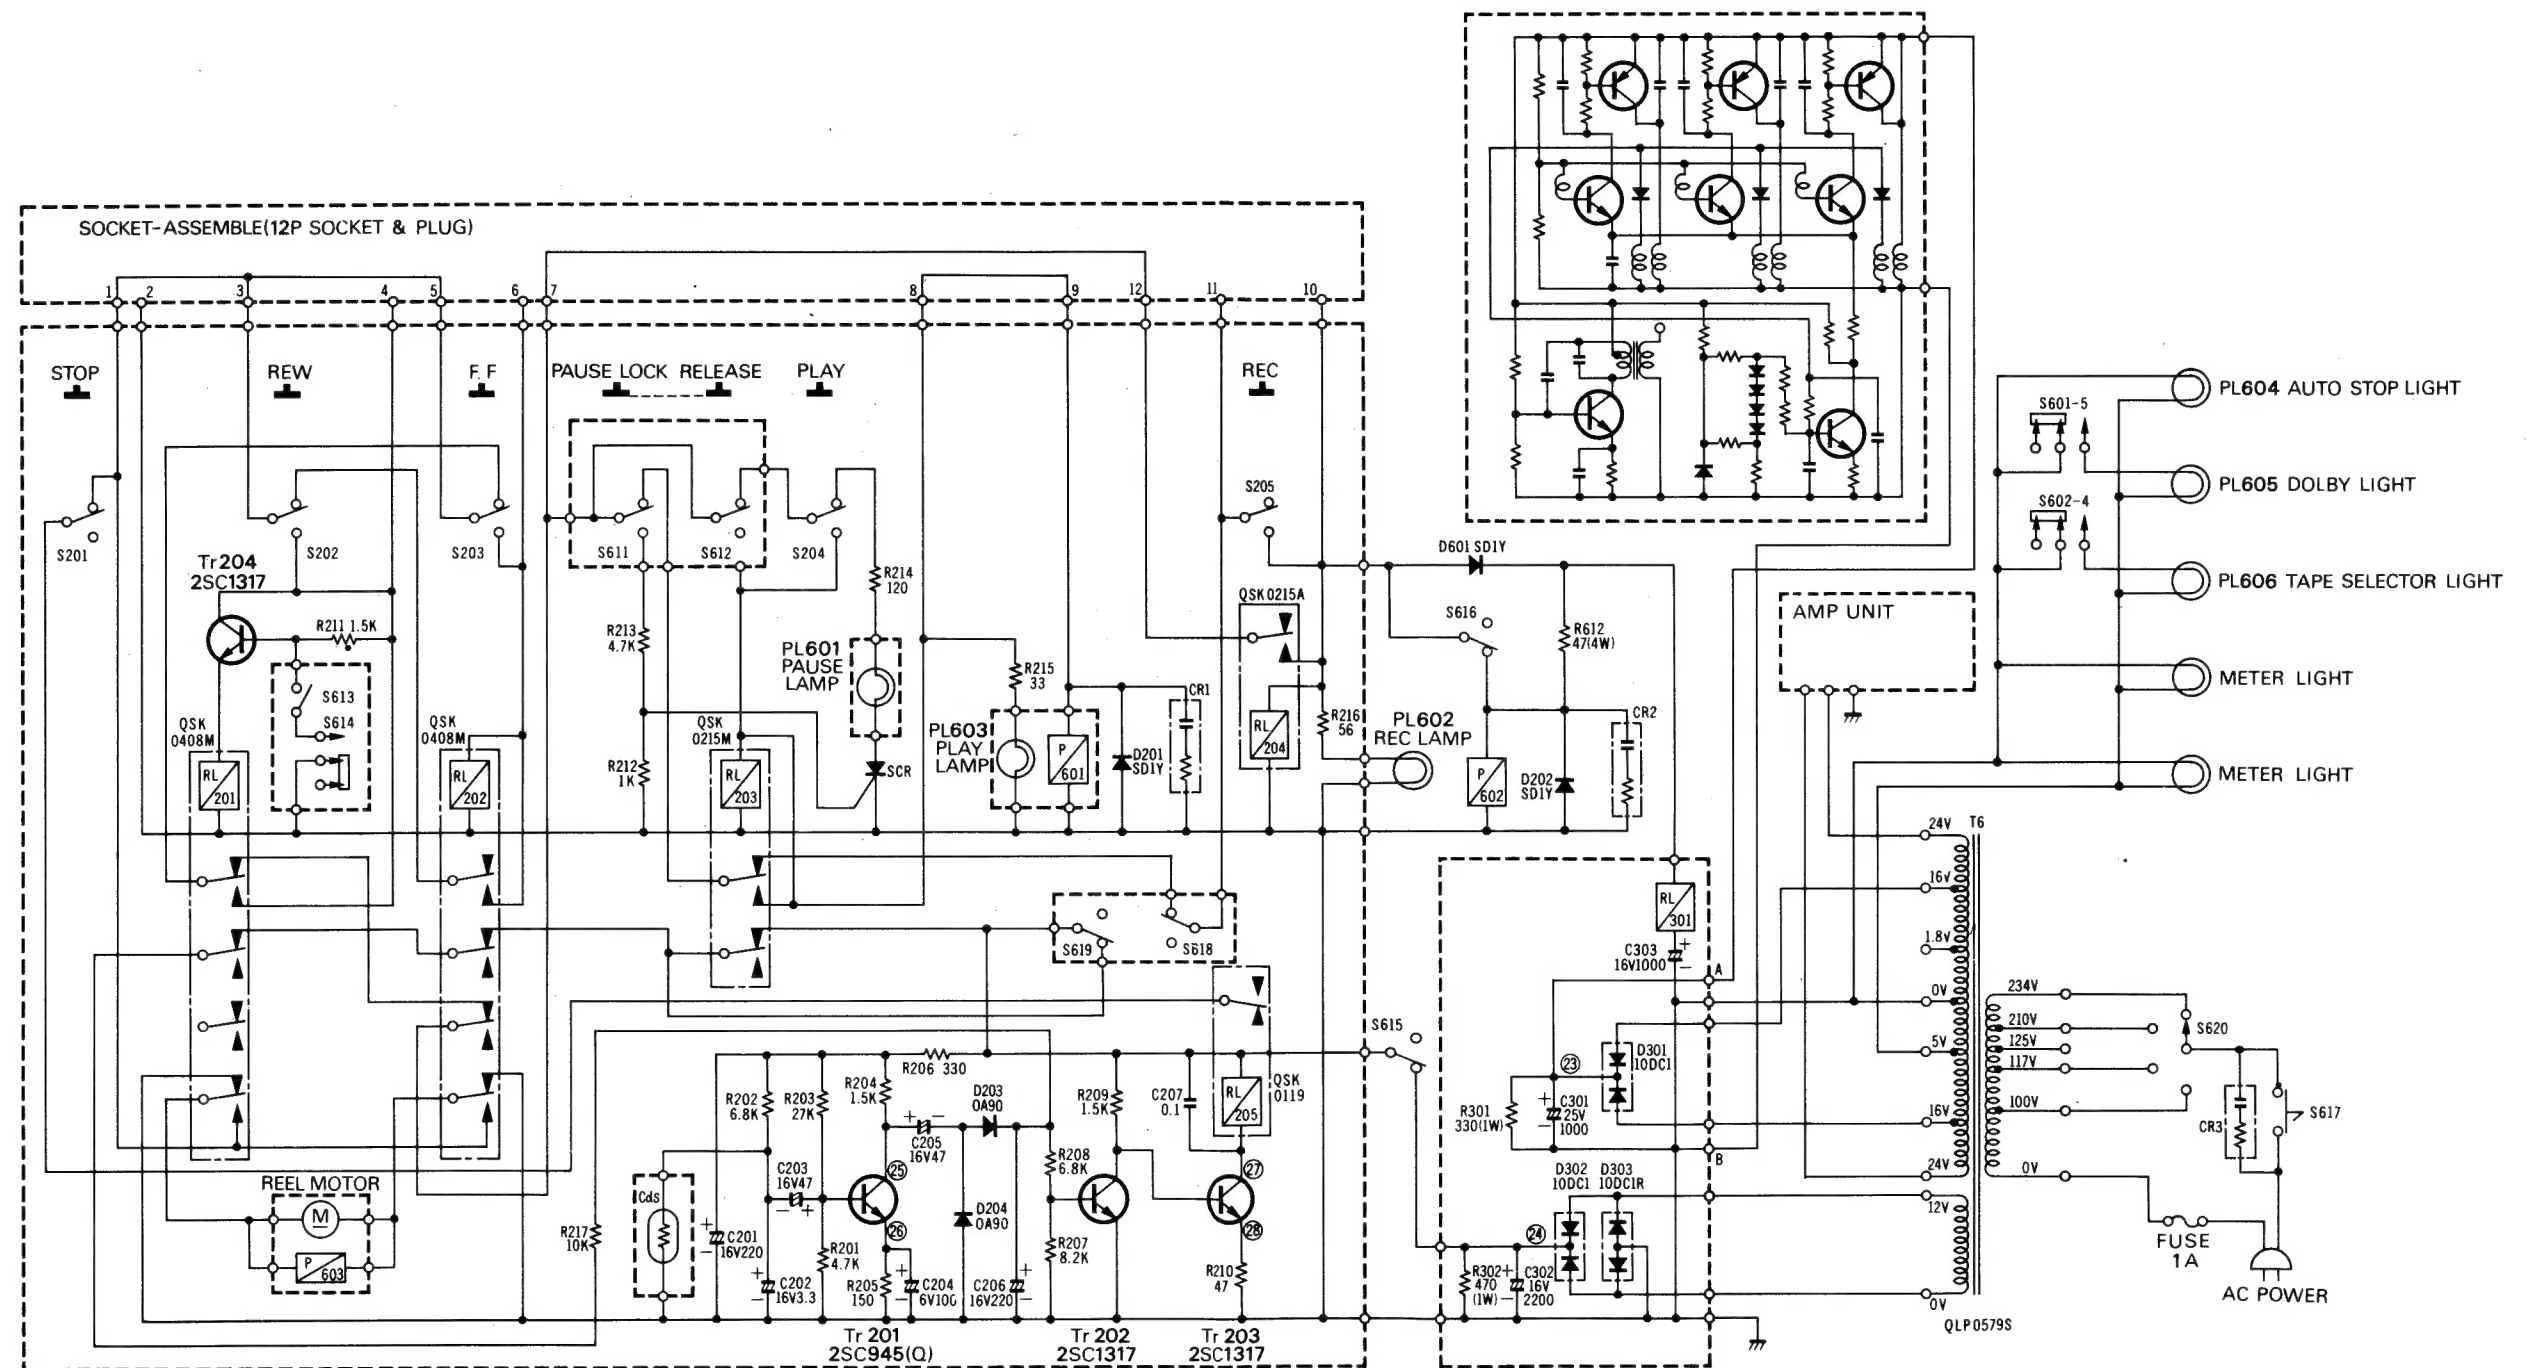 SOCKET-ASSEMBLE(12P SOCKET & PLUG)
1
2
3
4
5
6
7
8
9
12
11
10
STOP
REW
F.F
PAUSE LOCK RELEASE
PLAY
REC
S201
S202
S203
S611
S612
S204
S205
Tr204
2SC1317
R211 1.5K
S613
S614
QSK
0408M
RL
201
QSK
0408M
RL
202
R213
4.7K
R212
1K
QSK
0215M
RL
203
R214
120
PL601
PAUSE
LAMP
SCR
PL603
PLAY
LAMP
R215
33
P
601
D201
SD1Y
CR1
QSK0215A
RL
204
R216
56
PL602
REC LAMP
D601 SD1Y
S616
R612
47(4W)
P
602
D202
SD1Y
CR2
S619
S618
AMP UNIT
S601-5
S602-4
PL604 AUTO STOP LIGHT
PL605 DOLBY LIGHT
PL606 TAPE SELECTOR LIGHT
METER LIGHT
METER LIGHT
RL
301
C303
16V1000
+
−
A
B
S615
23
D301
10DC1
R301
330(1W)
+
−
C301
25V
1000
D302
10DC1
D303
10DC1R
24
R302
470
(1W)
+
−
C302
16V
2200
24V
T6
16V
1.8V
0V
5V
16V
24V
12V
0V
QLP0579S
234V
210V
125V
117V
100V
0V
S620
CR3
S617
FUSE
1A
AC POWER
REEL MOTOR
M
P
603
R217
10K
Cds
R202
6.8K
R203
27K
R204
1.5K
R206 330
D203
OA90
+
−
C205
16V47
R209
1.5K
C207
0.1
RL
205
QSK
0119
C203
16V47
−
+
25
26
D204
OA90
R208
6.8K
27
28
+
−
C201
16V220
+
−
C202
16V3.3
R201
4.7K
R205
150
+
−
C204
6V100
C206
16V220
+
−
R207
8.2K
R210
47
Tr 201
2SC945(Q)
Tr 202
2SC1317
Tr 203
2SC1317